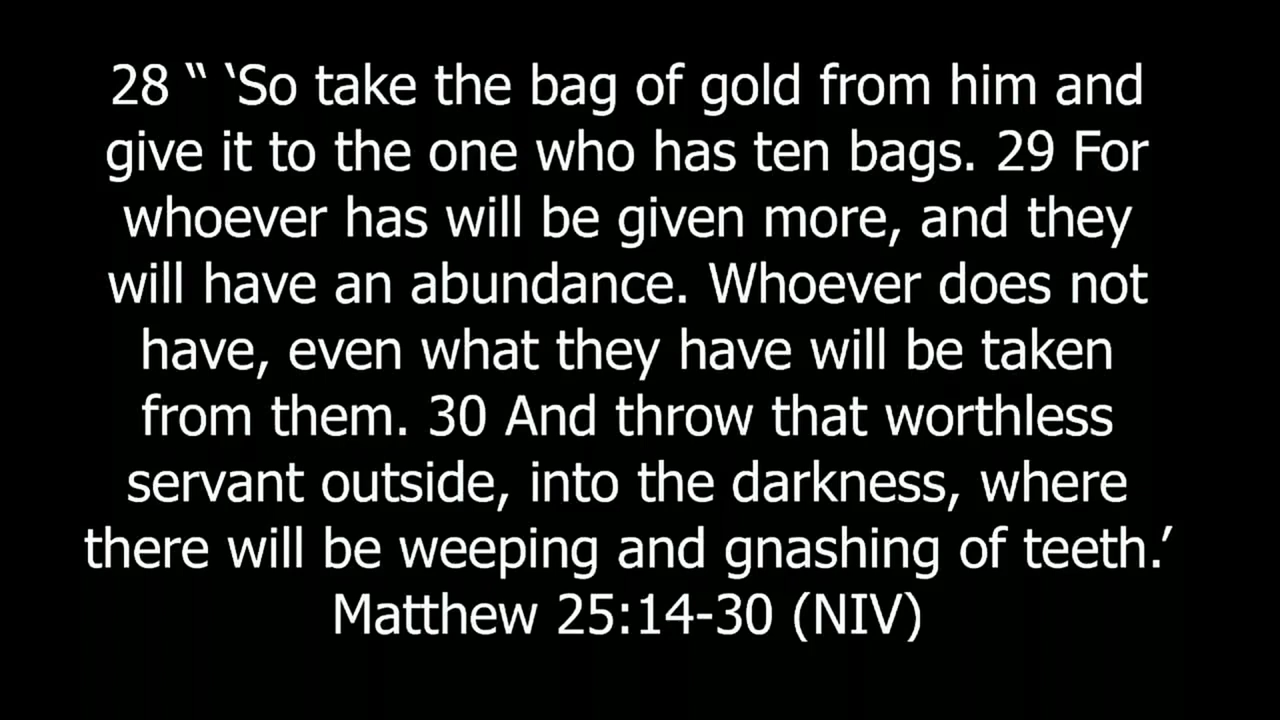 28 “ ‘So take the bag of gold from him and
give it to the one who has ten bags. 29 For
whoever has will be given more, and they
will have an abundance. Whoever does not
have, even what they have will be taken
from them. 30 And throw that worthless
servant outside, into the darkness, where
there will be weeping and gnashing of teeth.’
Matthew 25:14-30 (NIV)